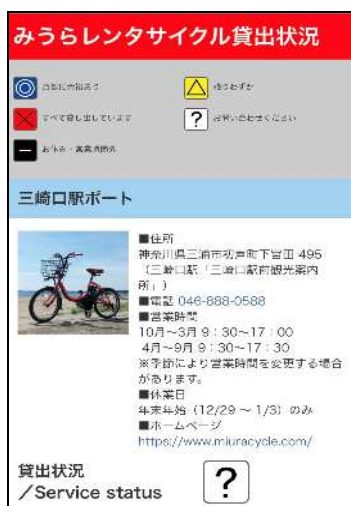 みうらレンタサイクル貸出状況
台数に余裕あり
残りわずか
すべて貸し出しています
? お問い合わせください
お休み・営業時間外
三崎口駅ポート
■住所
神奈川県三浦市初声町下宮田 495
(三崎口駅「三崎口駅前観光案内
所」)
■電話 046-888-0588
■営業時間
10月~3月 9:30~17:00
4月~9月 9:30~17:30
※季節により営業時間を変更する場合
があります。
■休業日
年末年始(12/29 ~ 1/3)のみ
■ホームページ
https://www.miuracycle.com/
貸出状況
/Service status ?